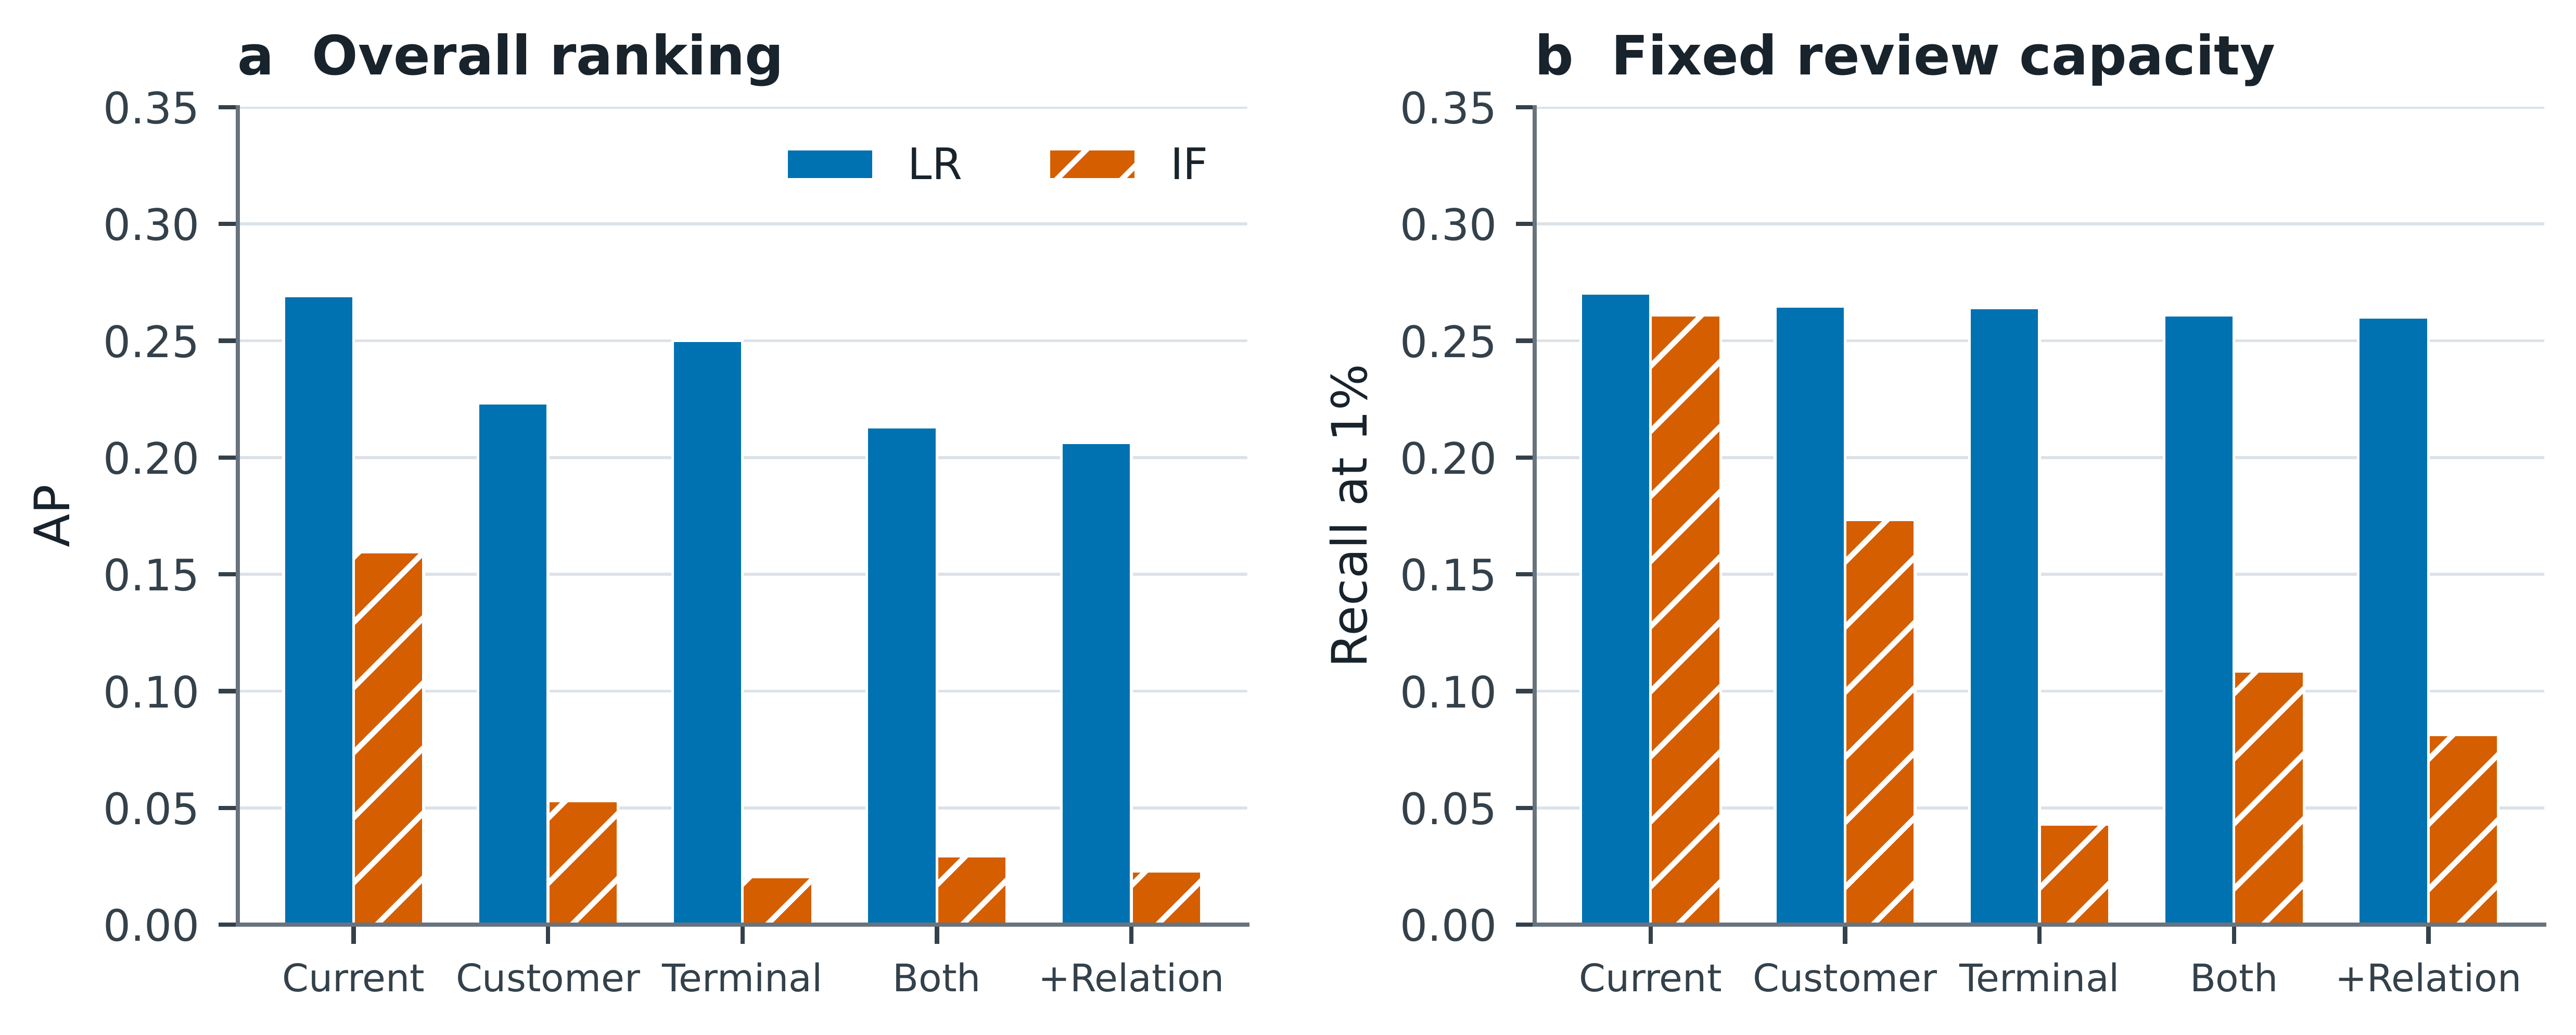 a Overall ranking
0.35
0.30
0.25
0.20
0.15
0.10
0.05
0.00
AP
LR IF
Current Customer Terminal Both +Relation
b Fixed review capacity
0.35
0.30
0.25
0.20
0.15
0.10
0.05
0.00
Recall at 1%
Current Customer Terminal Both +Relation